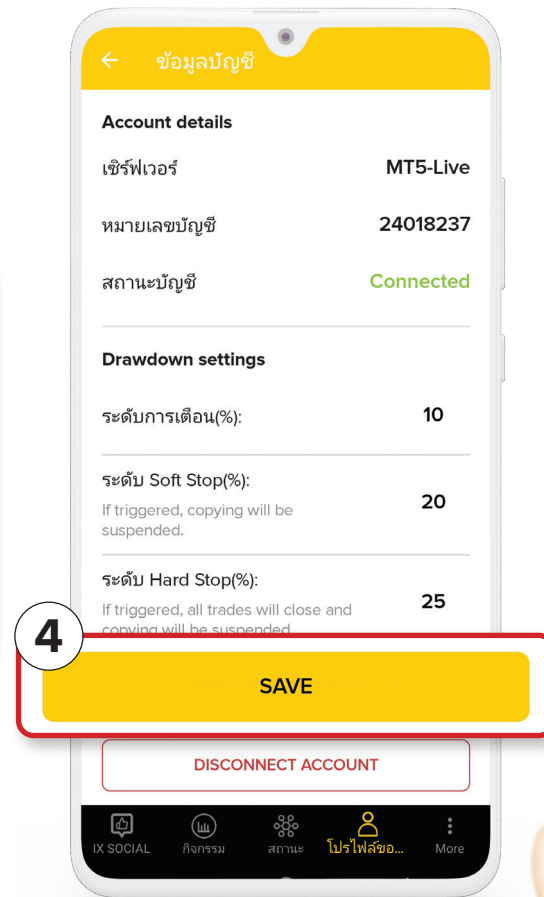 ข้อมูลบัญชี
Account details
เซิร์ฟเวอร์ MT5-Live
หมายเลขบัญชี 24018237
สถานะบัญชี Connected
Drawdown settings
ระดับการเตือน(%): 10
ระดับ Soft Stop(%): 20
If triggered, copying will be
suspended.
ระดับ Hard Stop(%): 25
If triggered, all trades will close and
copying will be suspended
4
SAVE
DISCONNECT ACCOUNT
IX SOCIAL กิจกรรม สถานะ โปรไฟล์ขอ... More